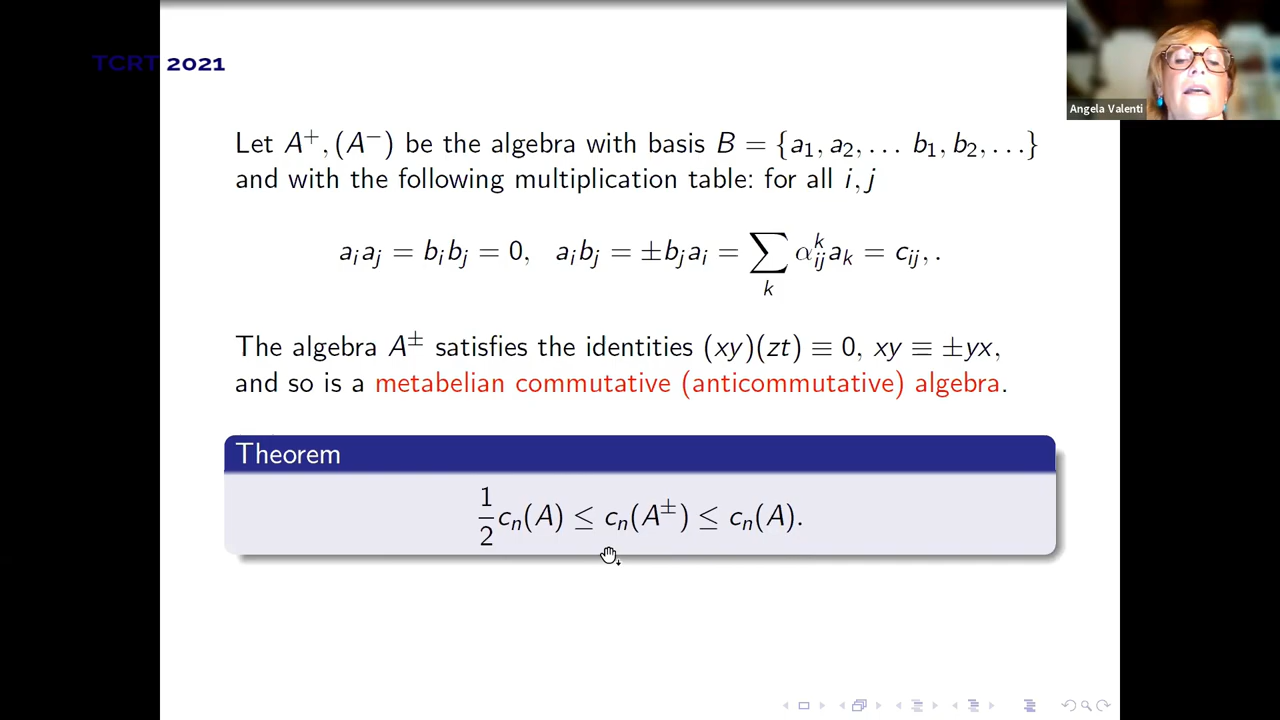 TCRT 2021
Angela Valenti
Let A⁺, (A⁻) be the algebra with basis B = {a₁, a₂, … b₁, b₂, …}
and with the following multiplication table: for all i, j
aᵢaⱼ = bᵢbⱼ = 0, aᵢbⱼ = ±bⱼaᵢ = ∑ₖ αᵢⱼᵏ aₖ = cᵢⱼ, .
The algebra A± satisfies the identities (xy)(zt) ≡ 0, xy ≡ ±yx,
and so is a metabelian commutative (anticommutative) algebra.
Theorem
1/2 cₙ(A) ≤ cₙ(A±) ≤ cₙ(A).